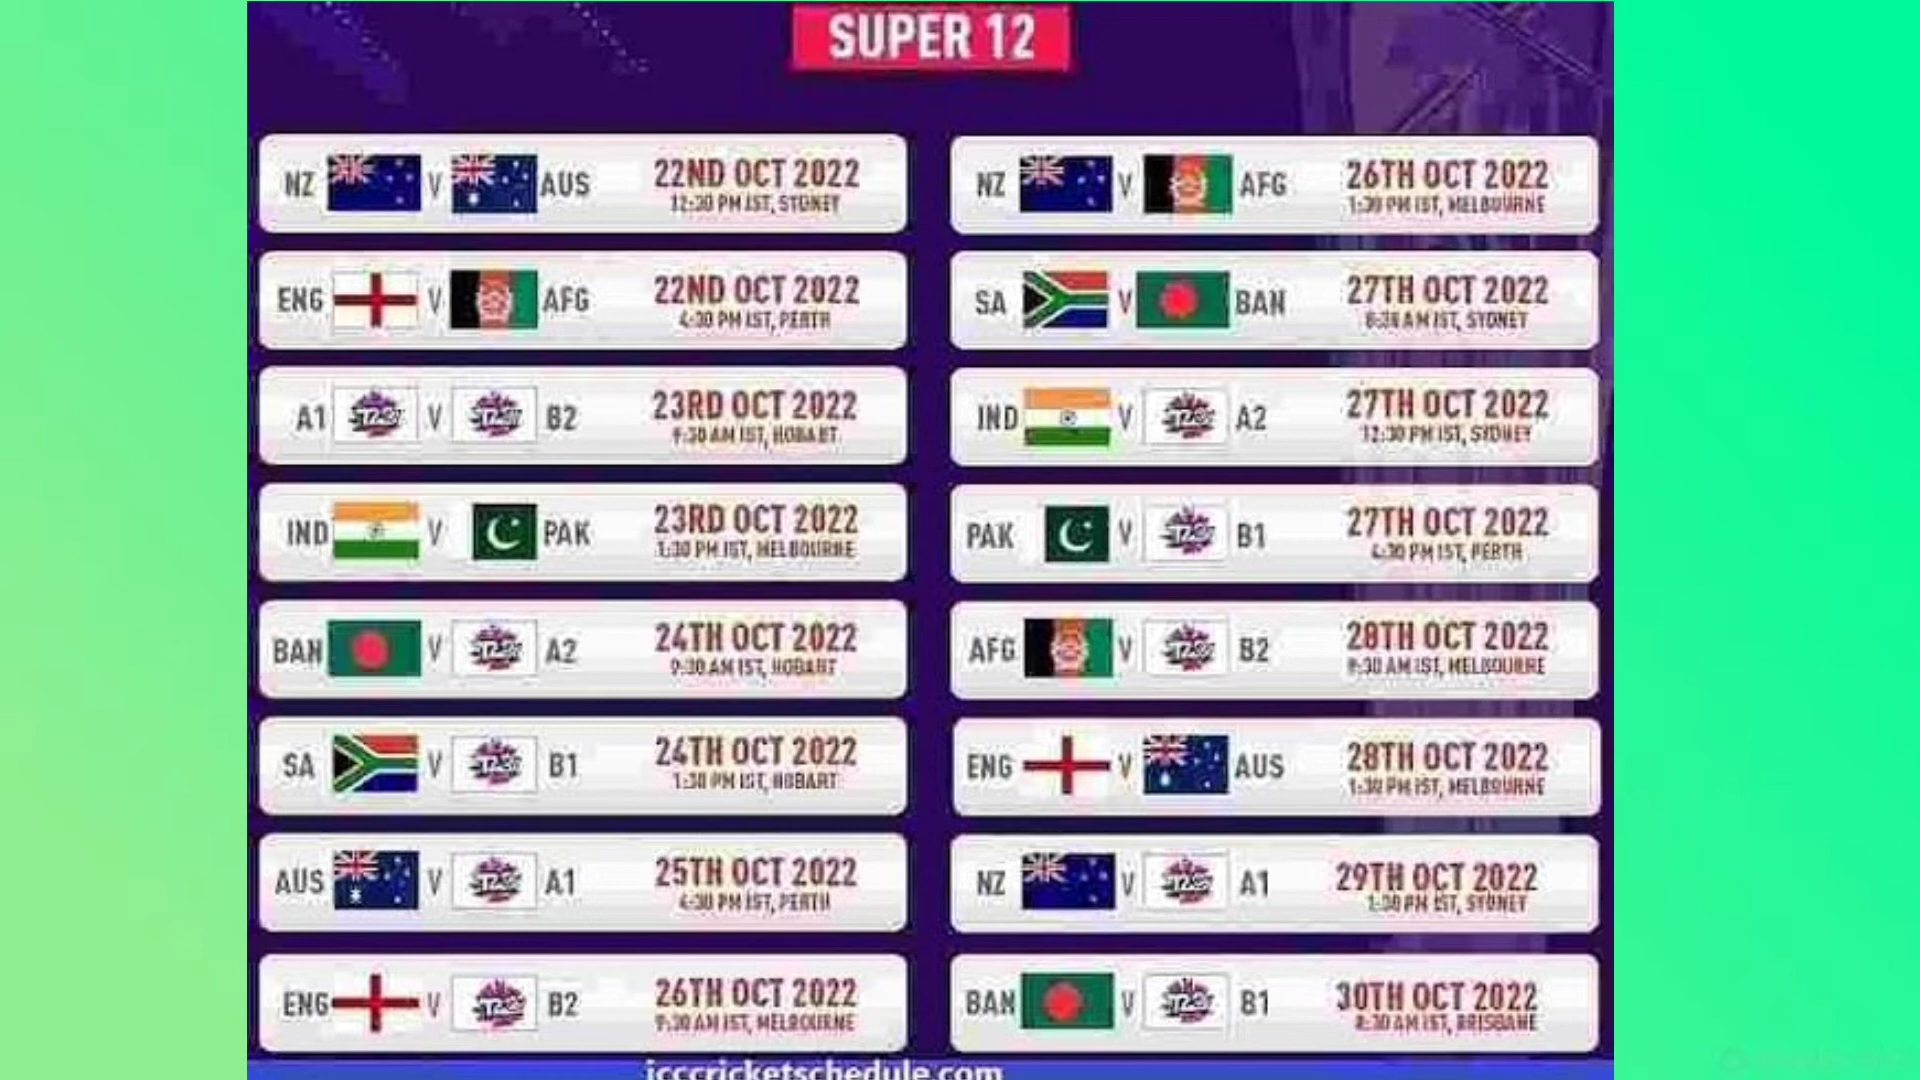 SUPER 12
NZ V AUS 22ND OCT 2022
12:30 PM IST, SYDNEY
ENG V AFG 22ND OCT 2022
4:30 PM IST, PERTH
A1 V B2 23RD OCT 2022
9:30 AM IST, HOBART
IND V PAK 23RD OCT 2022
1:30 PM IST, MELBOURNE
BAN V A2 24TH OCT 2022
9:30 AM IST, HOBART
SA V B1 24TH OCT 2022
1:30 PM IST, HOBART
AUS V A1 25TH OCT 2022
4:30 PM IST, PERTH
ENG V B2 26TH OCT 2022
9:30 AM IST, MELBOURNE
NZ V AFG 26TH OCT 2022
1:30 PM IST, MELBOURNE
SA V BAN 27TH OCT 2022
8:30 AM IST, SYDNEY
IND V A2 27TH OCT 2022
12:30 PM IST, SYDNEY
PAK V B1 27TH OCT 2022
4:30 PM IST, PERTH
AFG V B2 28TH OCT 2022
9:30 AM IST, MELBOURNE
ENG V AUS 28TH OCT 2022
1:30 PM IST, MELBOURNE
NZ V A1 29TH OCT 2022
1:30 PM IST, SYDNEY
BAN V B1 30TH OCT 2022
8:30 AM IST, BRISBANE
icccricketschedule.com